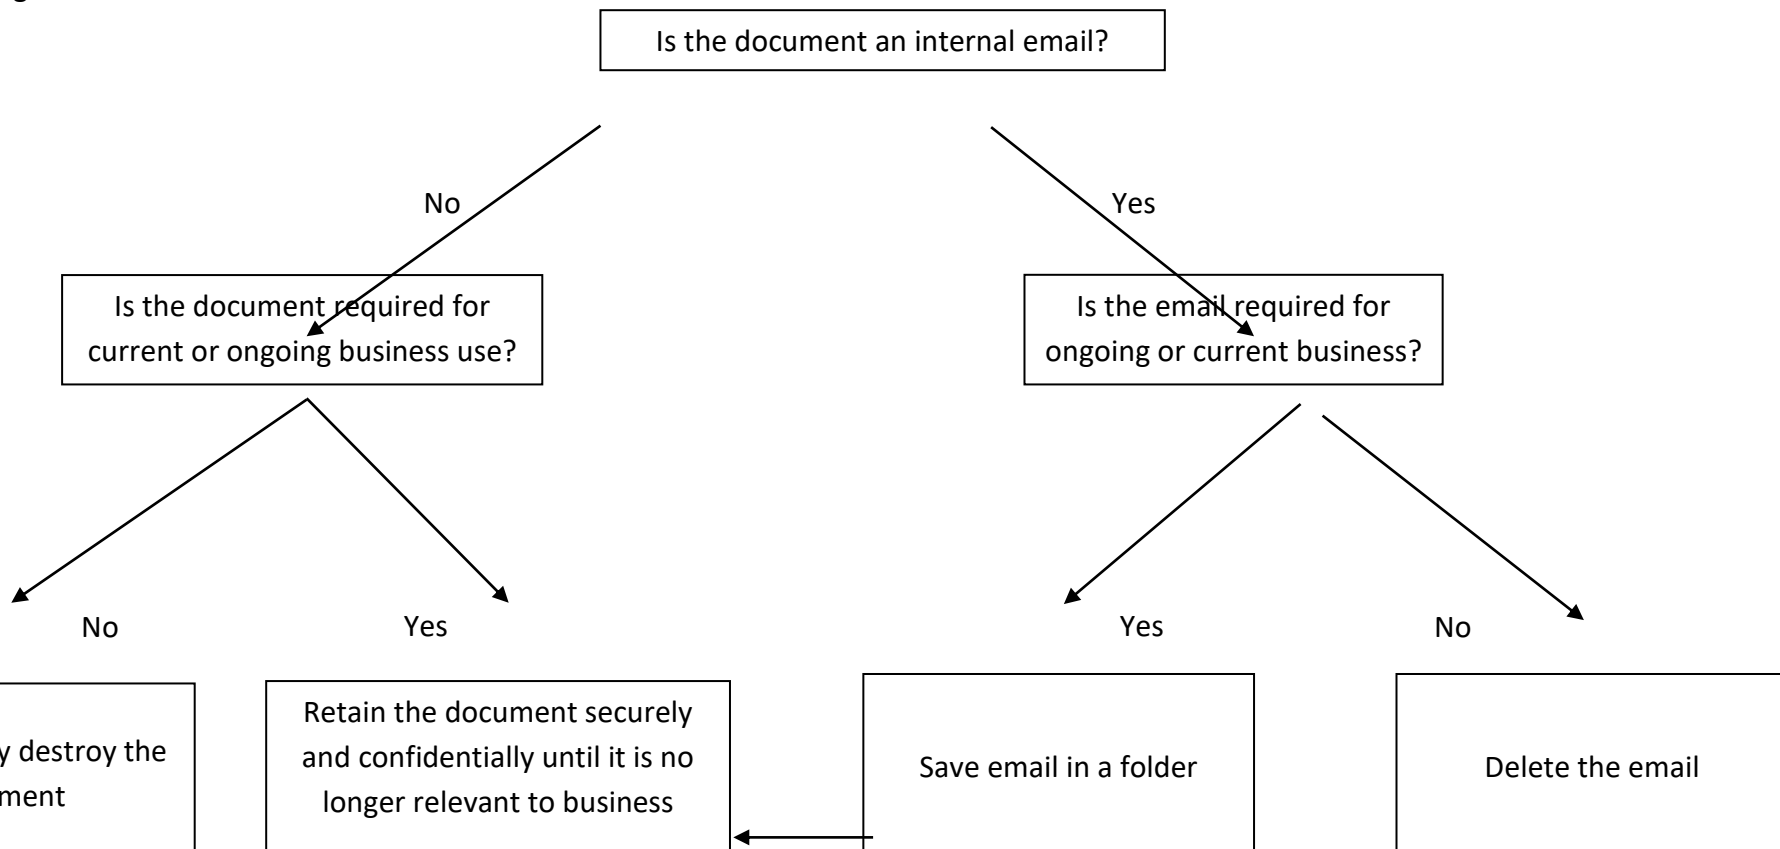 Is the document an internal email?
No
Yes
Is the document required for
current or ongoing business use?
Is the email required for
ongoing or current business?
No
Yes
Yes
No
destroy the
Retain the document securely
and confidentially until it is no
longer relevant to business
Save email in a folder
Delete the email